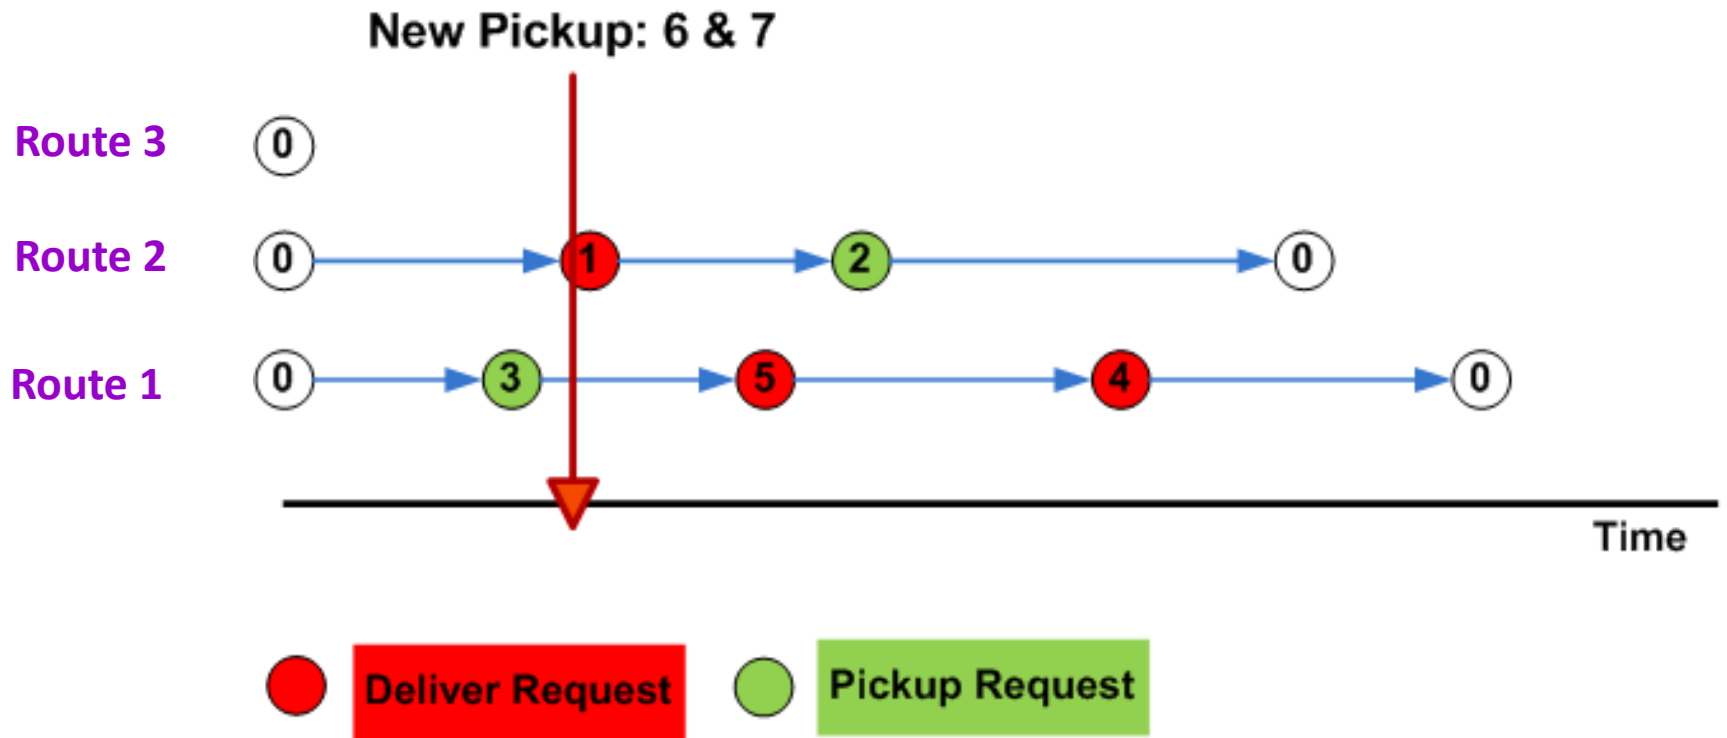 New Pickup: 6 & 7
Route 3
0
Route 2
0 1 2 0
Route 1
0 3 5 4 0
Time
Deliver Request
Pickup Request